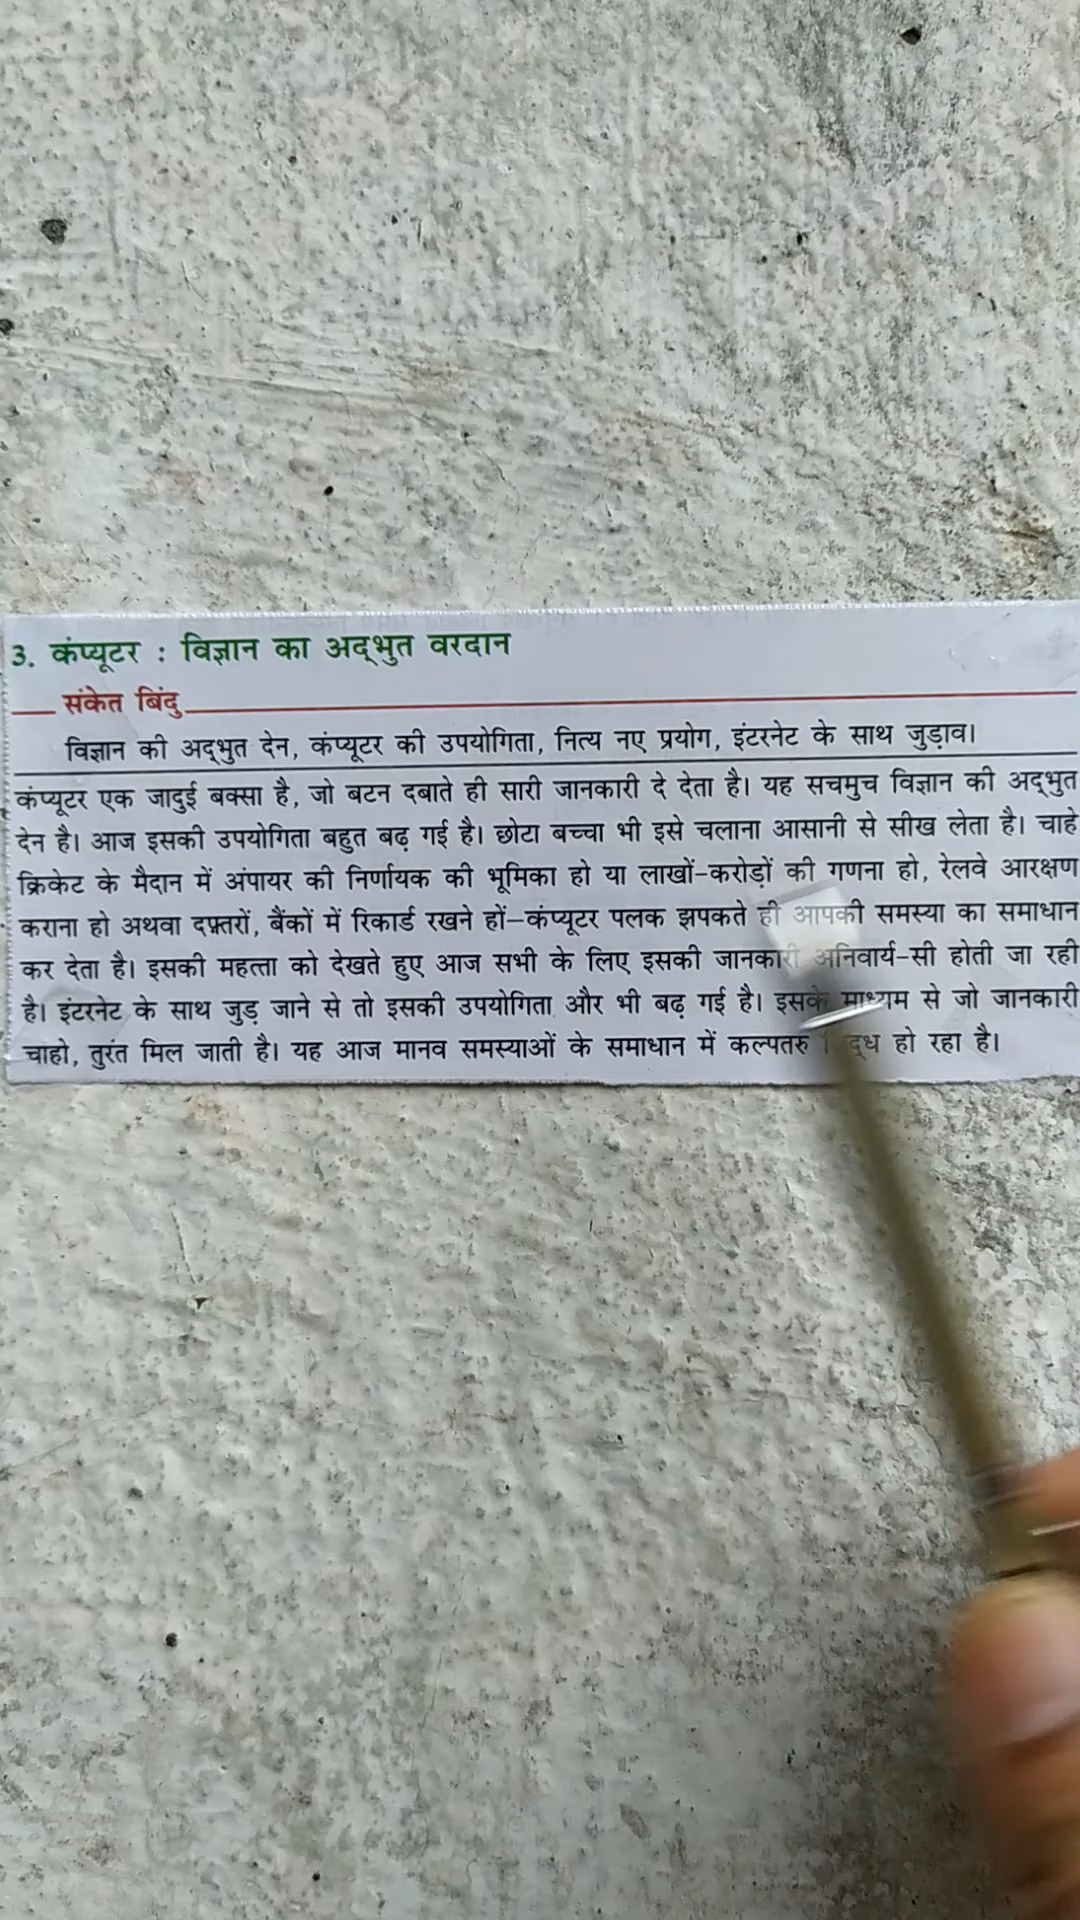 3. कंप्यूटर : विज्ञान का अद्भुत वरदान
संकेत बिंदु
विज्ञान की अद्भुत देन, कंप्यूटर की उपयोगिता, नित्य नए प्रयोग, इंटरनेट के साथ जुड़ाव।
कंप्यूटर एक जादुई बक्सा है, जो बटन दबाते ही सारी जानकारी दे देता है। यह सचमुच विज्ञान की अद्भुत
देन है। आज इसकी उपयोगिता बहुत बढ़ गई है। छोटा बच्चा भी इसे चलाना आसानी से सीख लेता है। चाहे
क्रिकेट के मैदान में अंपायर की निर्णायक की भूमिका हो या लाखों-करोड़ों की गणना हो, रेलवे आरक्षण
कराना हो अथवा दफ़्तरों, बैंकों में रिकार्ड रखने हों–कंप्यूटर पलक झपकते ही आपकी समस्या का समाधान
कर देता है। इसकी महत्ता को देखते हुए आज सभी के लिए इसकी जानकारी अनिवार्य-सी होती जा रही
है। इंटरनेट के साथ जुड़ जाने से तो इसकी उपयोगिता और भी बढ़ गई है। इसके माध्यम से जो जानकारी
चाहो, तुरंत मिल जाती है। यह आज मानव समस्याओं के समाधान में कल्पतरु हो रहा है।